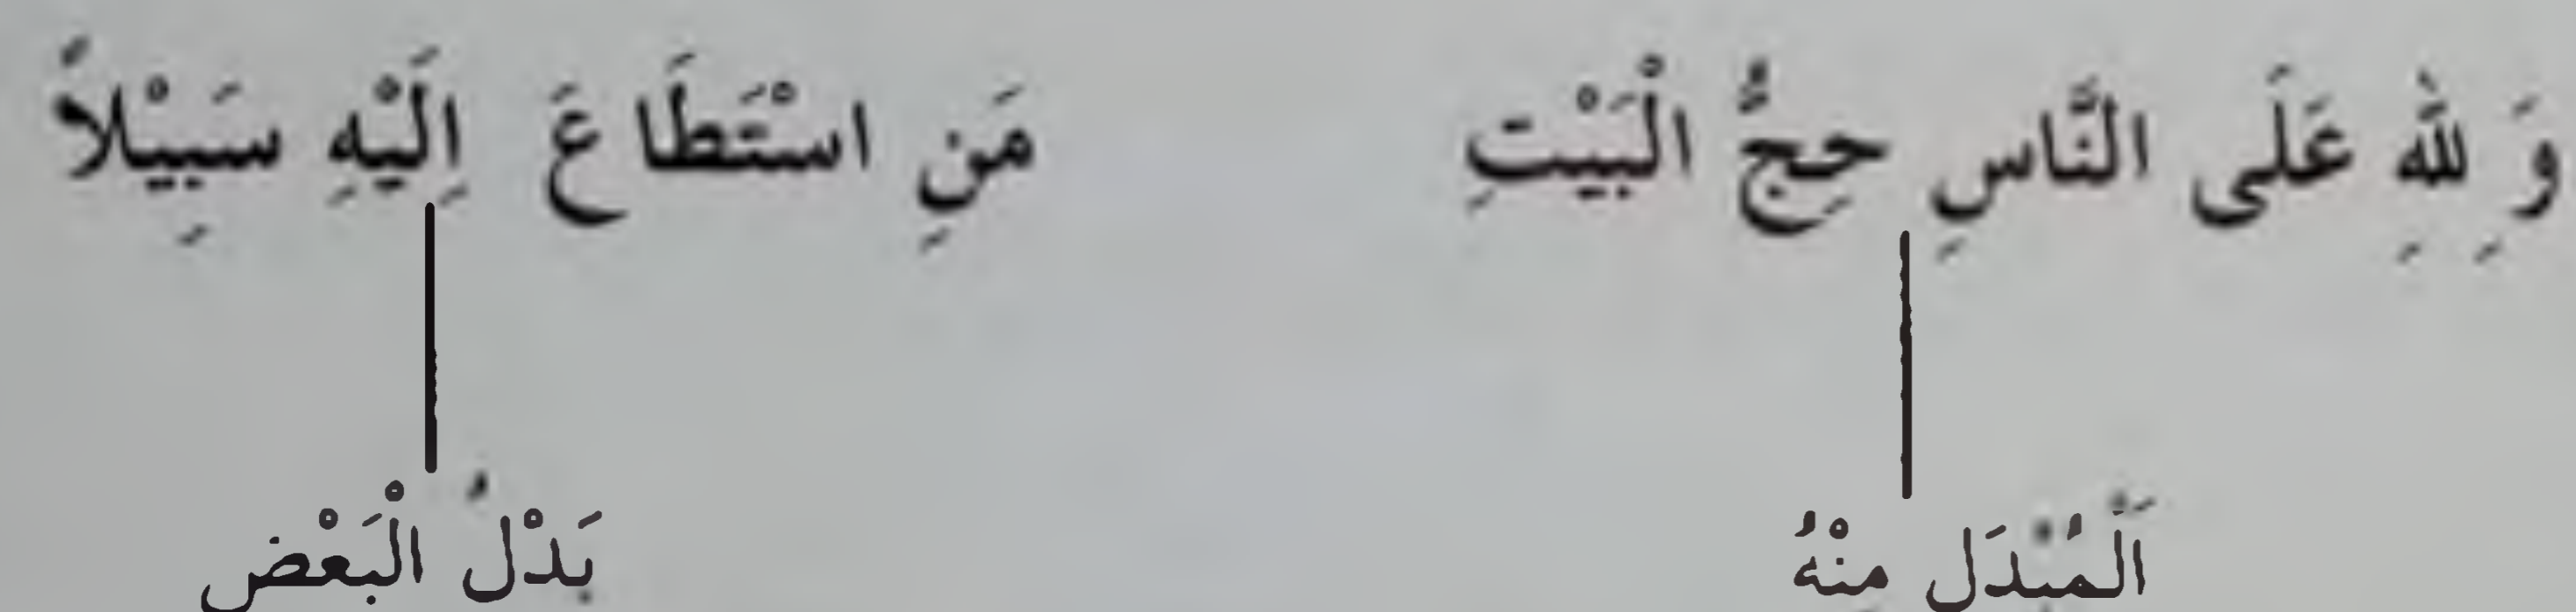 وَ لِلّٰهِ عَلَى النَّاسِ حِجُّ الْبَيْتِ مَنِ اسْتَطَاعَ اِلَيْهِ سَبِيْلاً
اَلْمُبْدَلِ مِنْهُ بَدْلُ الْبَعْضِ